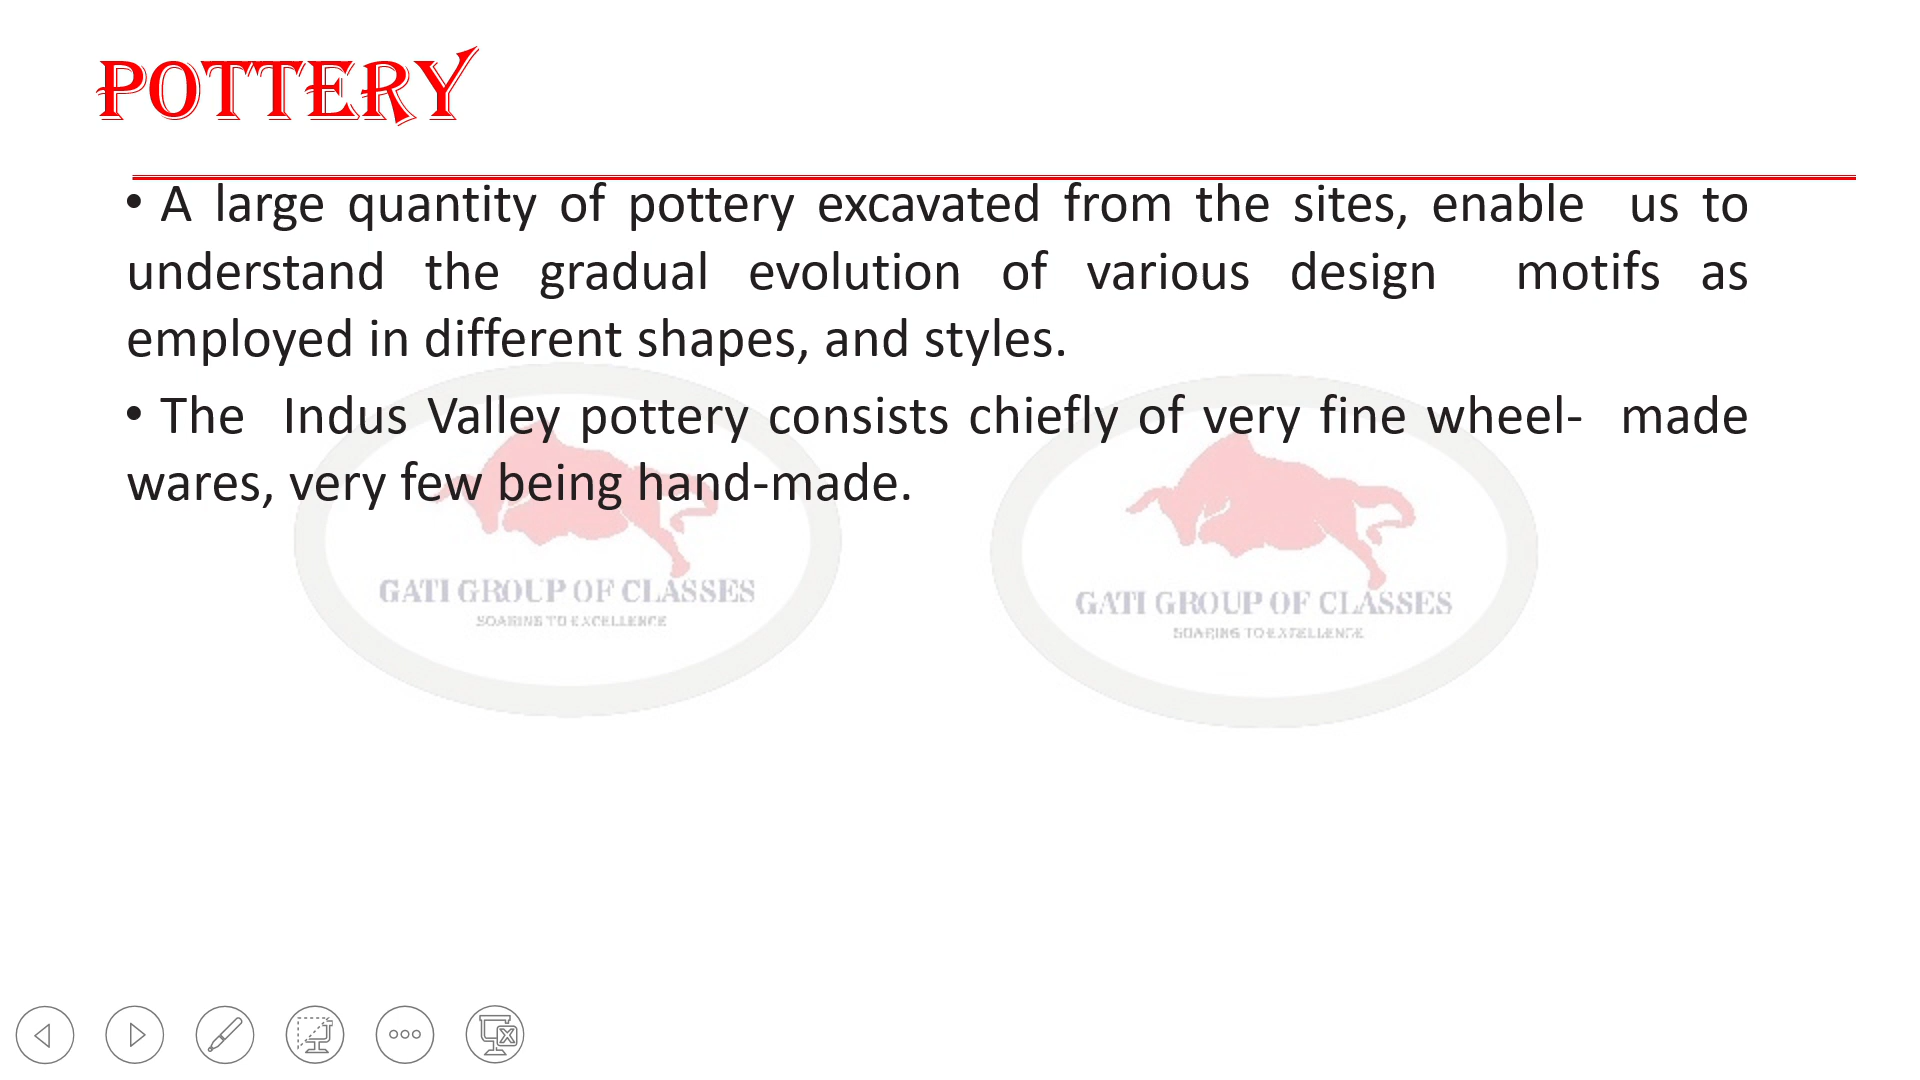 POTTERY
• A large quantity of pottery excavated from the sites, enable us to
understand the gradual evolution of various design motifs as
employed in different shapes, and styles.
• The Indus Valley pottery consists chiefly of very fine wheel- made
wares, very few being hand-made.
GATI GROUP OF CLASSES
SOARING TO EXCELLENCE
GATI GROUP OF CLASSES
SOARING TO EXCELLENCE